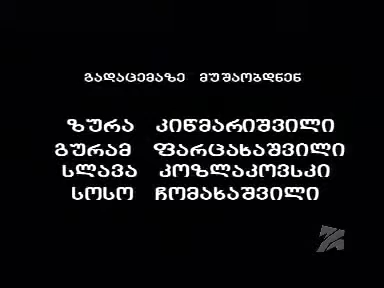 გადაცემაზე მუშაობდნენ
ზურა კიწმარიშვილი
გურამ ფარცახაშვილი
სლავა კოზლაკოვსკი
სოსო ჩომახაშვილი